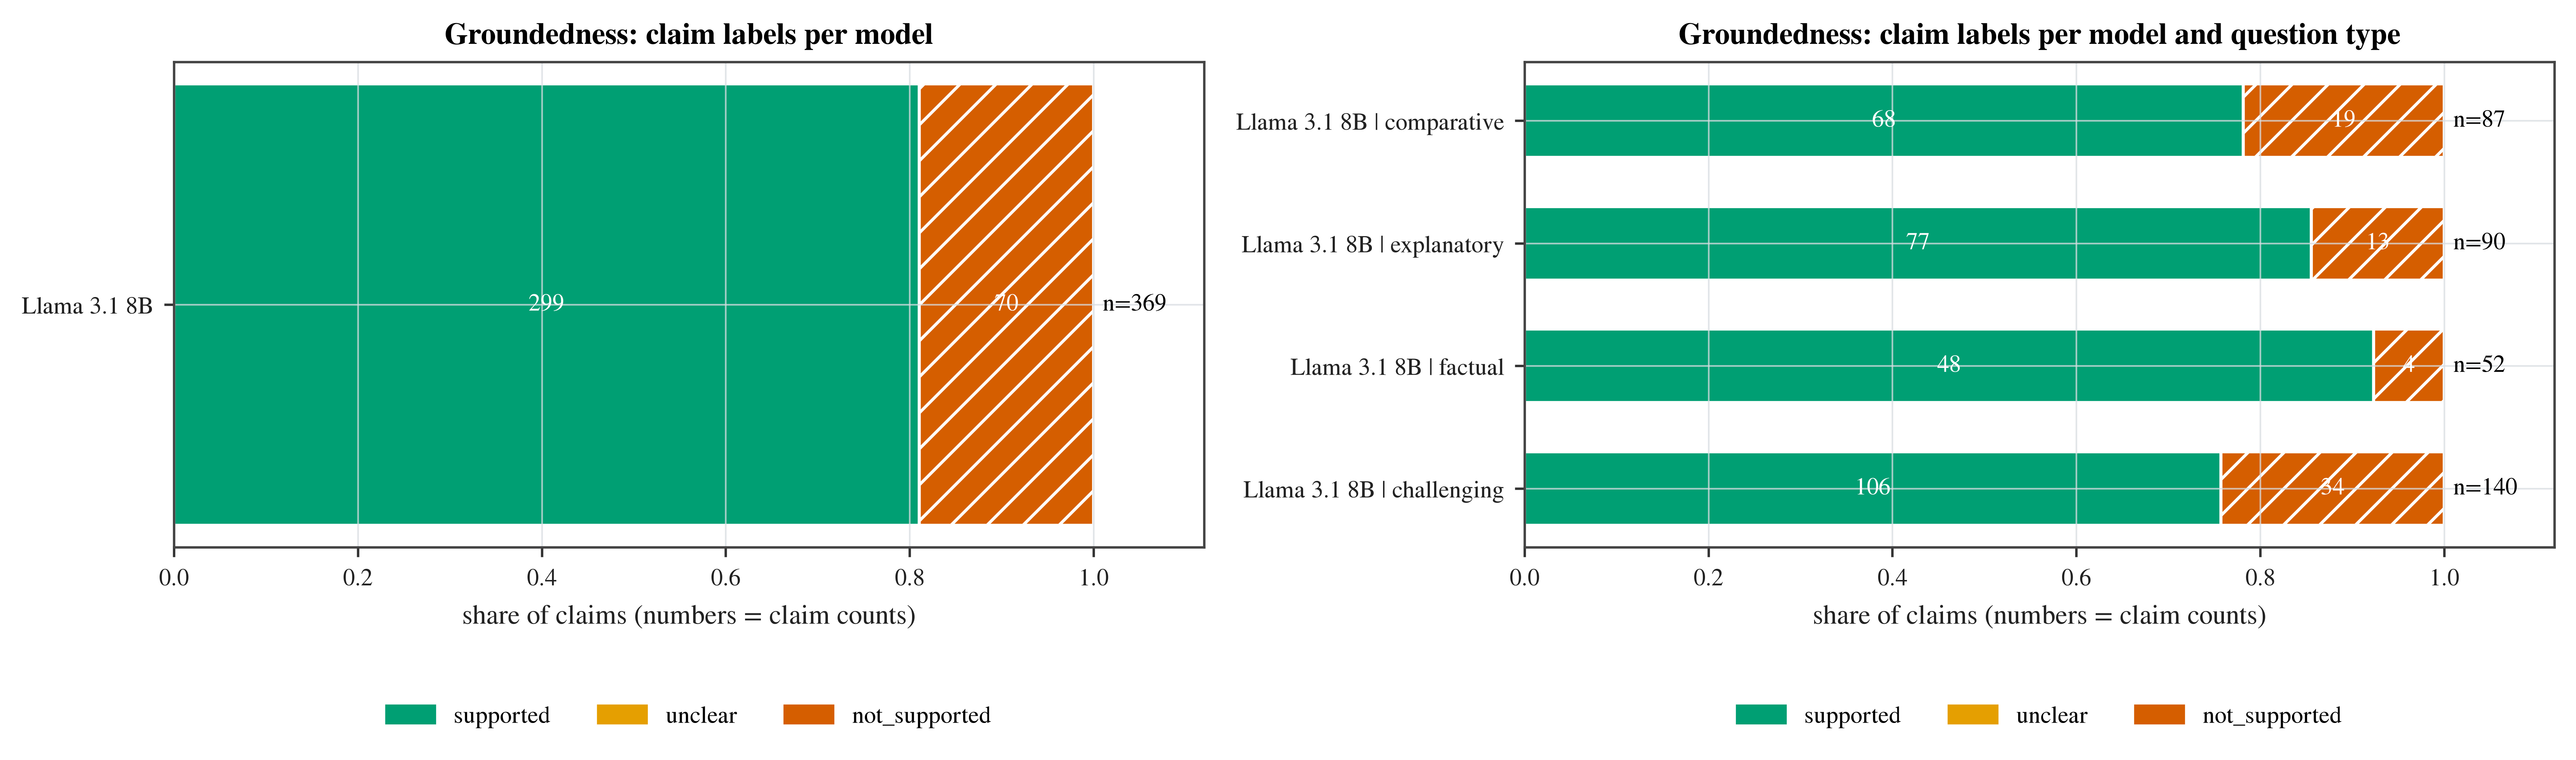 Groundedness: claim labels per model
Llama 3.1 8B
299
70
n=369
0.0 0.2 0.4 0.6 0.8 1.0
share of claims (numbers = claim counts)
supported unclear not_supported
Groundedness: claim labels per model and question type
Llama 3.1 8B | comparative 68 19 n=87
Llama 3.1 8B | explanatory 77 13 n=90
Llama 3.1 8B | factual 48 4 n=52
Llama 3.1 8B | challenging 106 34 n=140
0.0 0.2 0.4 0.6 0.8 1.0
share of claims (numbers = claim counts)
supported unclear not_supported